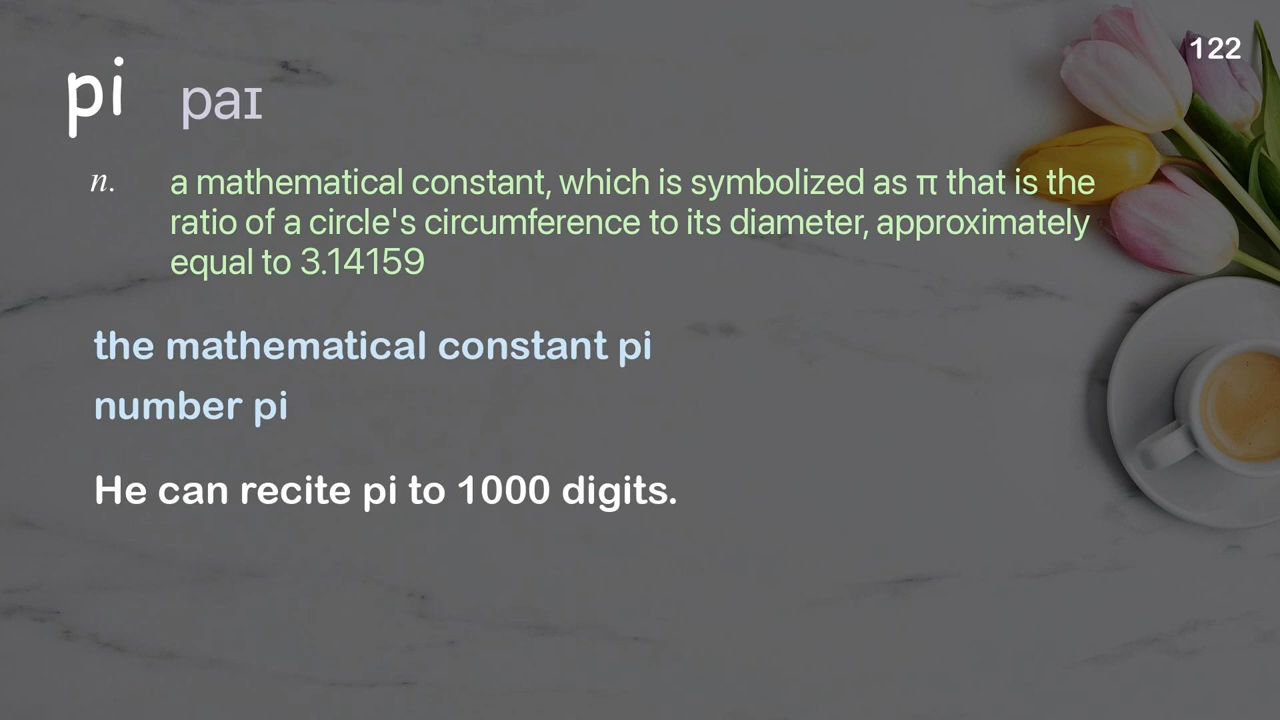 122
pi paɪ
n. a mathematical constant, which is symbolized as π that is the
ratio of a circle's circumference to its diameter, approximately
equal to 3.14159
the mathematical constant pi
number pi
He can recite pi to 1000 digits.